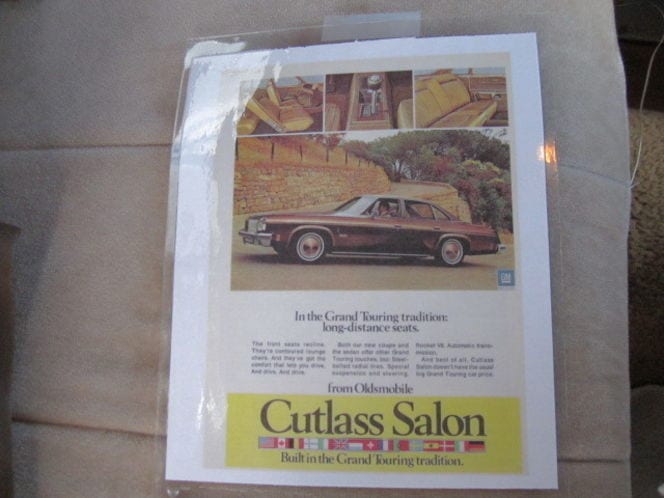 GM
In the Grand Touring tradition:
long-distance seats.
The front seats recline.
They're contoured lounge
chairs. And they've got the
comfort that lets you drive.
And drive. And drive.
Both our new coupe and
the sedan offer other Grand
Touring touches, too: Steel-
belted radial tires. Special
suspension and steering.
Rocket V8. Automatic trans-
mission.
And best of all, Cutlass
Salon doesn't have the usual
big Grand Touring car price.
from Oldsmobile
Cutlass Salon
Built in the Grand Touring tradition.